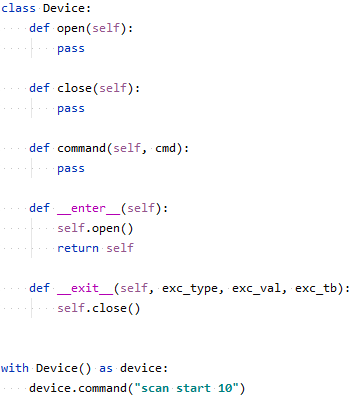 class Device:
    def open(self):
        pass

    def close(self):
        pass

    def command(self, cmd):
        pass

    def __enter__(self):
        self.open()
        return self

    def __exit__(self, exc_type, exc_val, exc_tb):
        self.close()


with Device() as device:
    device.command("scan start 10")